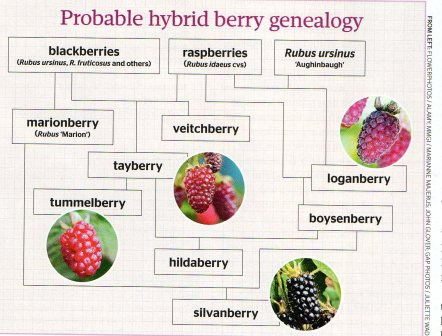 Probable hybrid berry genealogy
blackberries
(Rubus ursinus, R. fruticosus and others)
raspberries
(Rubus idaeus cvs)
Rubus ursinus
'Aughinbaugh'
marionberry
(Rubus 'Marion')
veitchberry
tayberry
loganberry
tummelberry
boysenberry
hildaberry
silvanberry
FROM LEFT: FLOWERPHOTOS / ALAMY; MMGI / MARIANNE MAJERUS; JOHN GLOVER; GAP PHOTOS / JULIETTE